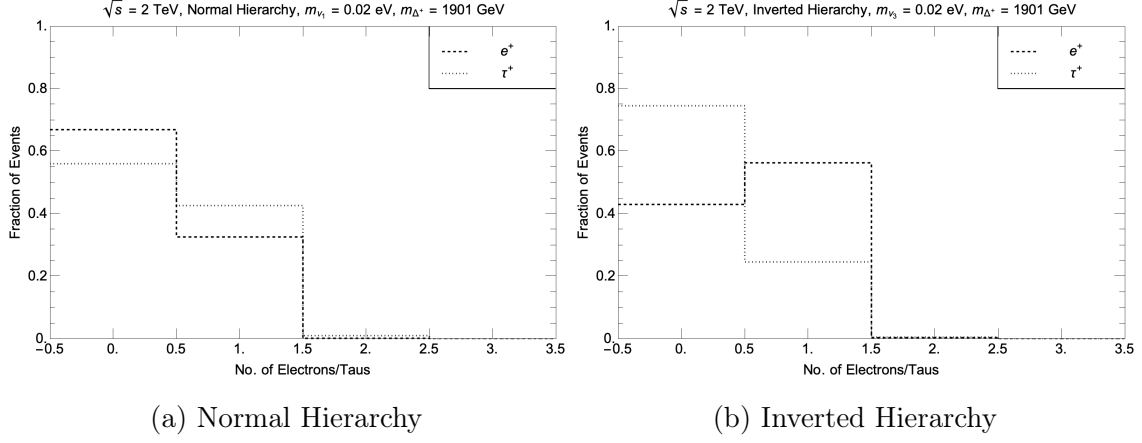 √s = 2 TeV, Normal Hierarchy, mν₁ = 0.02 eV, mΔ⁺ = 1901 GeV
1.
0.8
0.6
0.4
0.2
0.
Fraction of Events
e⁺
τ⁺
−0.5 0. 0.5 1. 1.5 2. 2.5 3. 3.5
No. of Electrons/Taus
(a) Normal Hierarchy
√s = 2 TeV, Inverted Hierarchy, mν₃ = 0.02 eV, mΔ⁺ = 1901 GeV
1.
0.8
0.6
0.4
0.2
0.
Fraction of Events
e⁺
τ⁺
−0.5 0. 0.5 1. 1.5 2. 2.5 3. 3.5
No. of Electrons/Taus
(b) Inverted Hierarchy